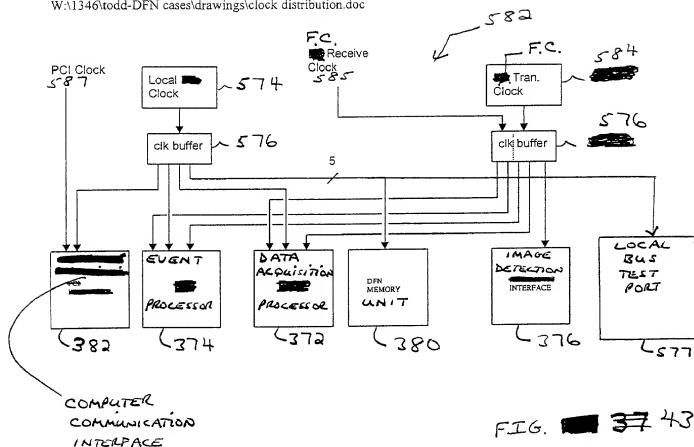 W:\1346\todd-DFN cases\drawings\clock distribution.doc
582
F.C.
Receive
Clock
585
F.C.
Tran.
Clock
584
PCI Clock
587
Local
Clock
574
clk buffer
576
clk buffer
576
5
EVENT
PROCESSOR
DATA
ACQUISITION
PROCESSOR
DFN
MEMORY
UNIT
IMAGE
DETECTION
INTERFACE
LOCAL
BUS
TEST
PORT
382
374
372
380
376
577
COMPUTER
COMMUNICATION
INTERFACE
FIG. 37 43